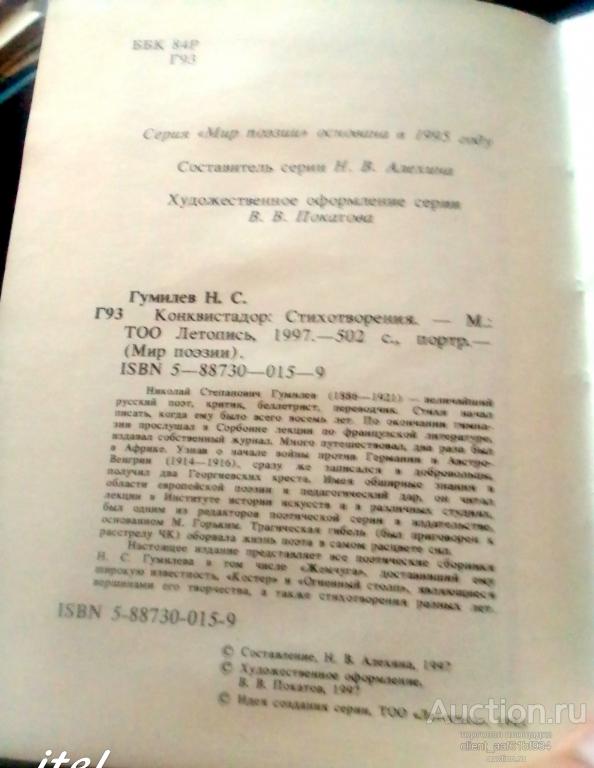 ББК 84Р
Г93
Серия «Мир поэзии» основана в 1995 году
Составитель серии Н. В. Алехина
Художественное оформление серии
В. В. Покатова
Гумилев Н. С.
Г93 Конквистадор: Стихотворения. — М.:
ТОО Летопись, 1997.—502 с., портр.—
(Мир поэзии).
ISBN 5—88730—015—9
Николай Степанович Гумилев (1886—1921) — величайший
русский поэт, критик, беллетрист, переводчик. Стихи начал
писать, когда ему было всего восемь лет. По окончании гимна-
зии прослушал в Сорбонне лекции по французской литературе,
издавал собственный журнал. Много путешествовал, два раза был
в Африке. Узнав о начале войны против Германии и Австро-
Венгрии (1914—1916), сразу же записался в добровольцы,
получил два Георгиевских креста. Имея обширные знания в
области европейской поэзии и педагогический дар, он читал
лекции в Институте истории искусств и в различных студиях,
был одним из редакторов поэтической серии в издательстве,
основанном М. Горьким. Трагическая гибель (был приговорен к
расстрелу ЧК) оборвала жизнь поэта в самом расцвете сил.
Настоящее издание представляет все поэтические сборники
Н. С. Гумилева в том числе «Жемчуга», доставивший ему
широкую известность, «Костер» и «Огненный столп», являющиеся
вершинами его творчества, а также стихотворения разных лет.
ISBN 5-88730-015-9
© Составление, Н. В. Алехина, 1997
© Художественное оформление,
В. В. Покатов, 1997
© Идея создания серии, ТОО
Auction.ru
торговая площадка
auction.ru
itel